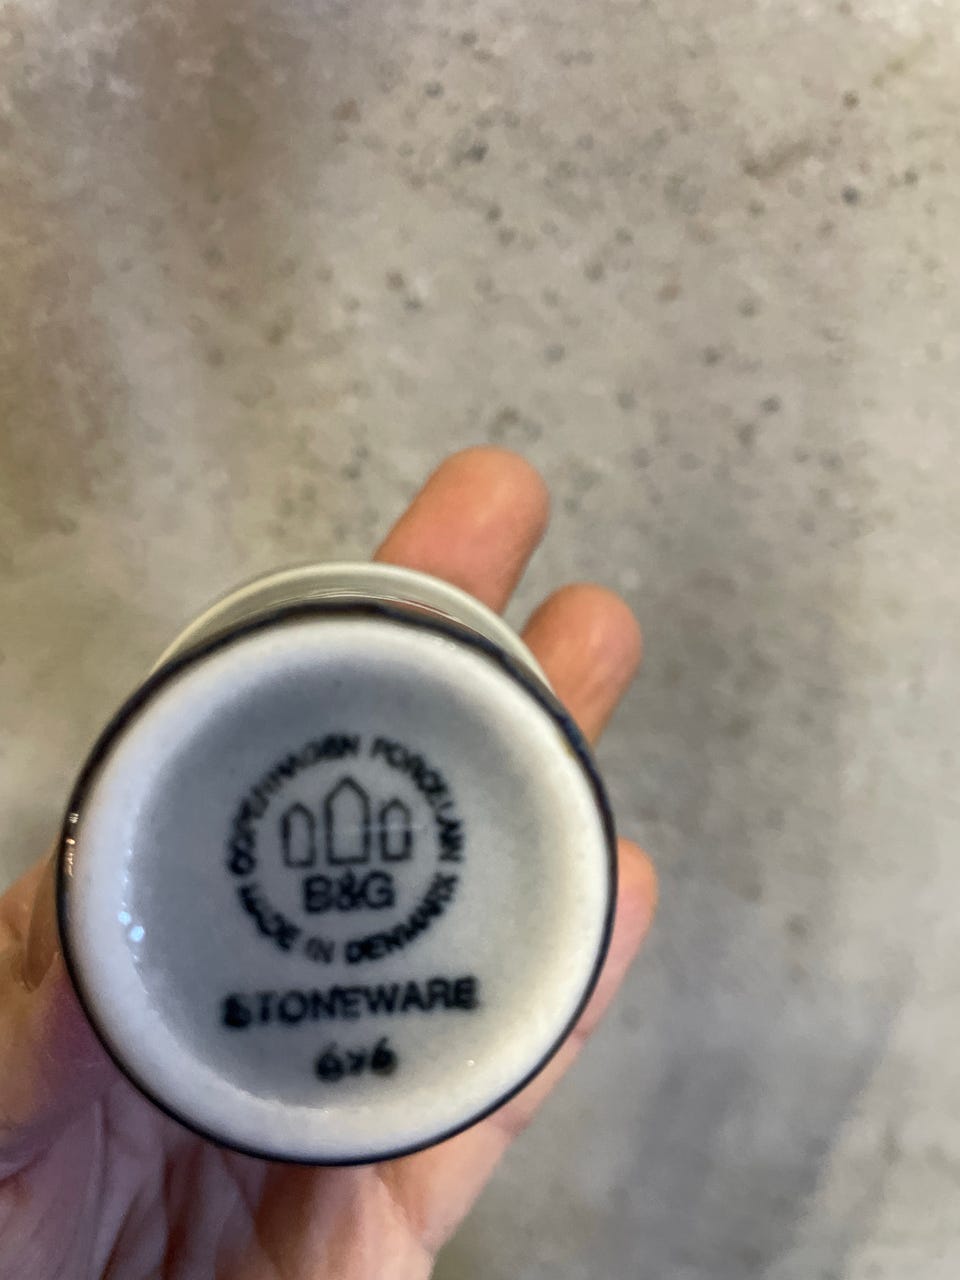 COPENHAGEN PORCELAIN
MADE IN DENMARK
B&G
STONEWARE